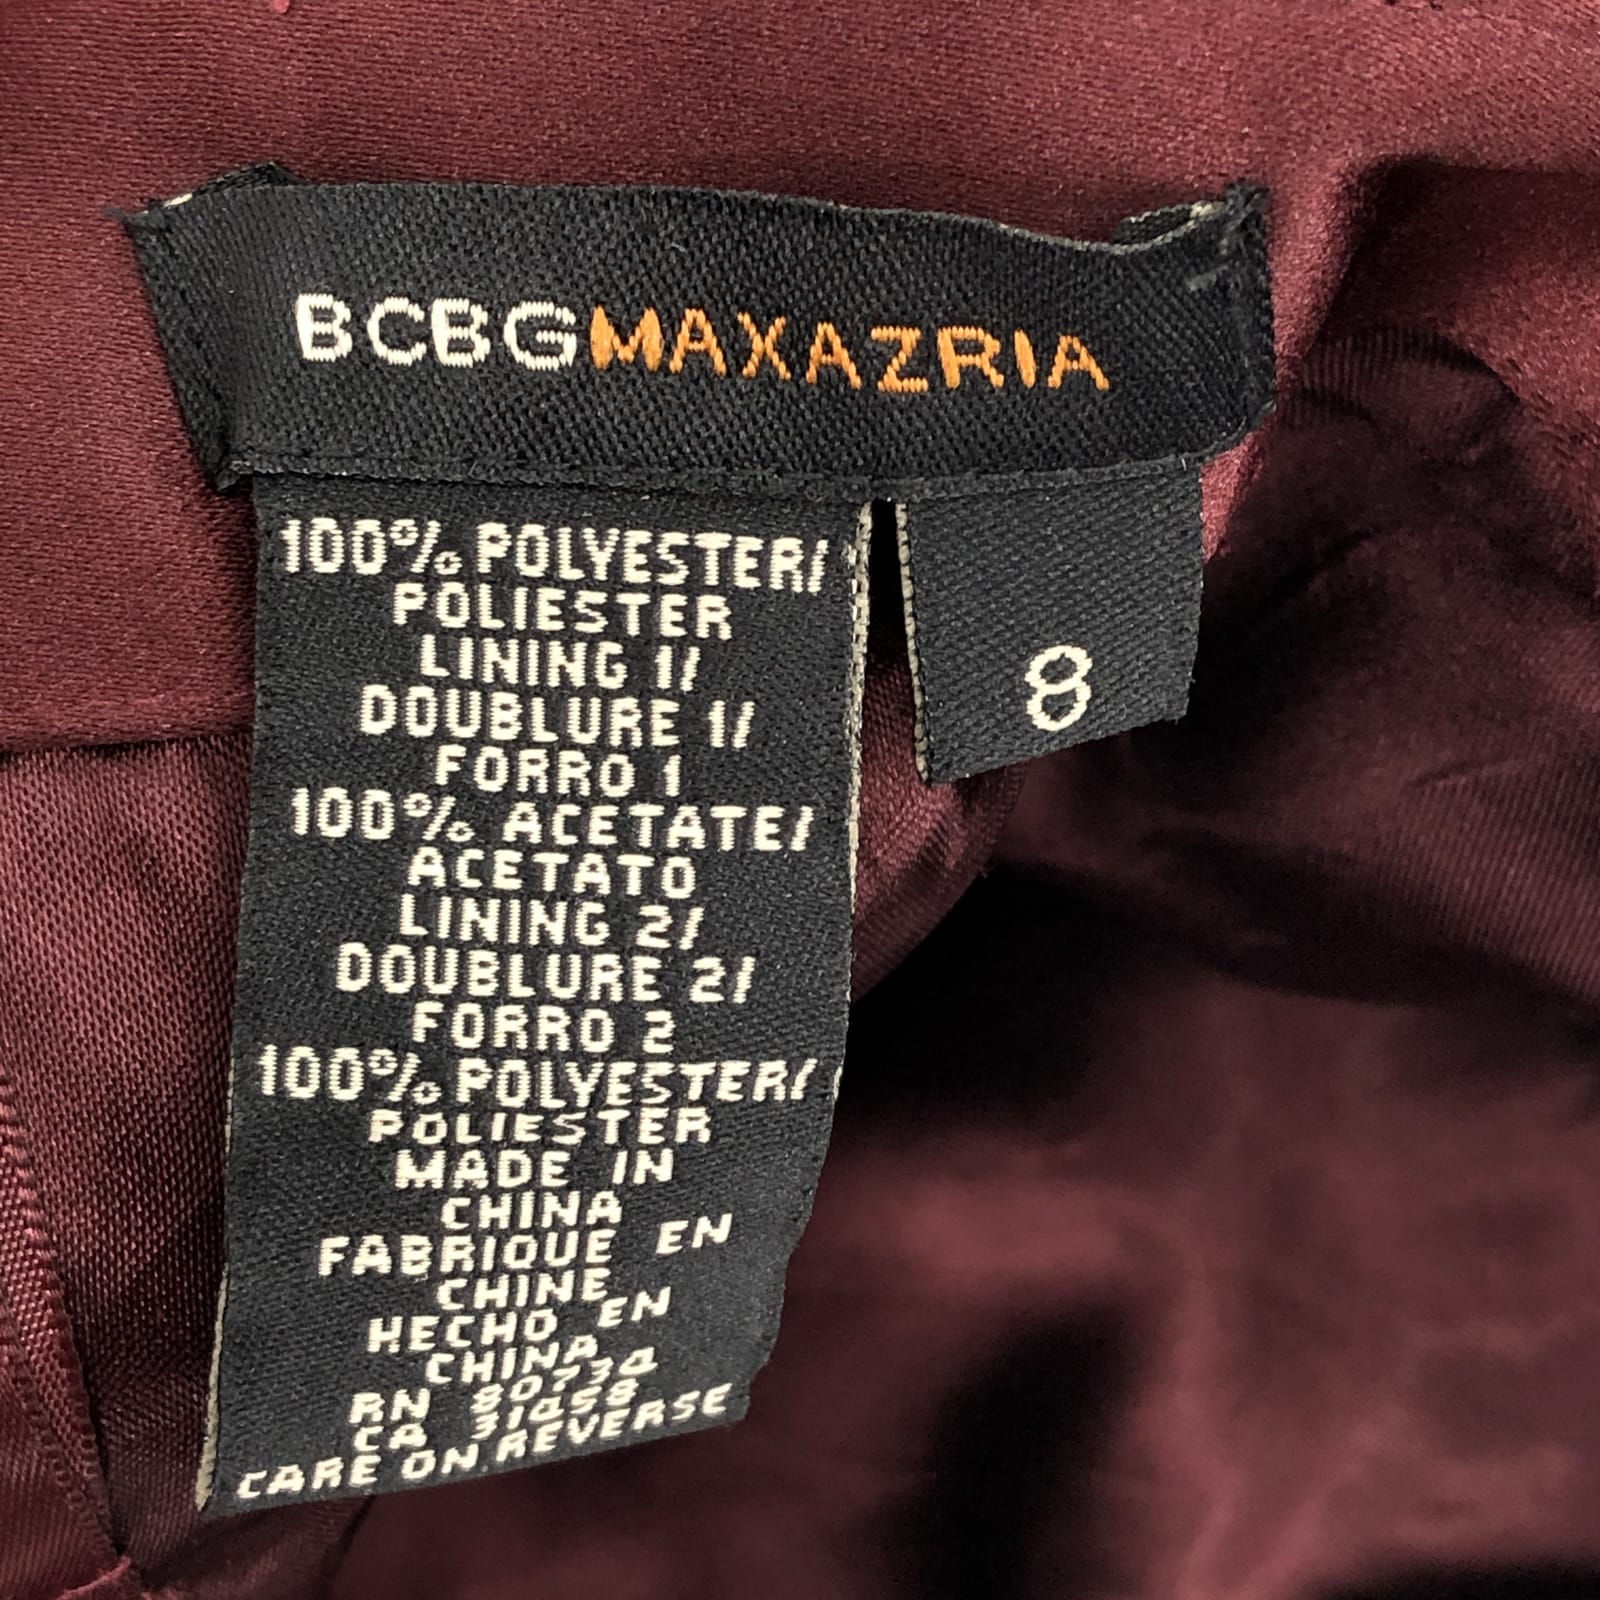 BCBGMAXAZRIA
8
100% POLYESTER/
POLIESTER
LINING 1/
DOUBLURE 1/
FORRO 1
100% ACETATE/
ACETATO
LINING 2/
DOUBLURE 2/
FORRO 2
100% POLYESTER/
POLIESTER
MADE IN
CHINA
FABRIQUE EN
CHINE
HECHO EN
CHINA
RN 80734
CA 31458
CARE ON REVERSE